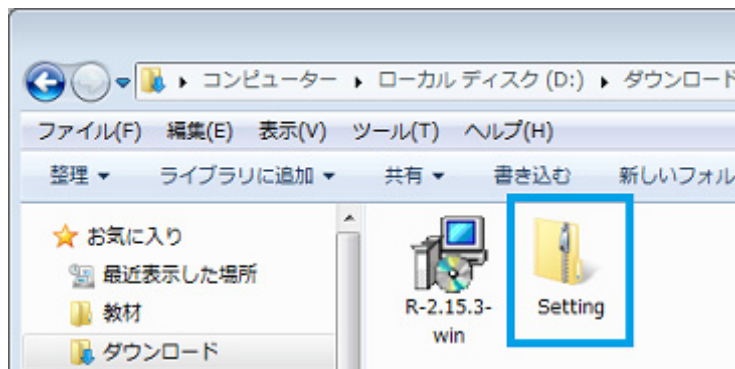 コンピューター ローカル ディスク (D:) ダウンロード
ファイル(F) 編集(E) 表示(V) ツール(T) ヘルプ(H)
整理 ライブラリに追加 共有 書き込む 新しいフォル
お気に入り
最近表示した場所
教材
ダウンロード
R-2.15.3-
win
Setting